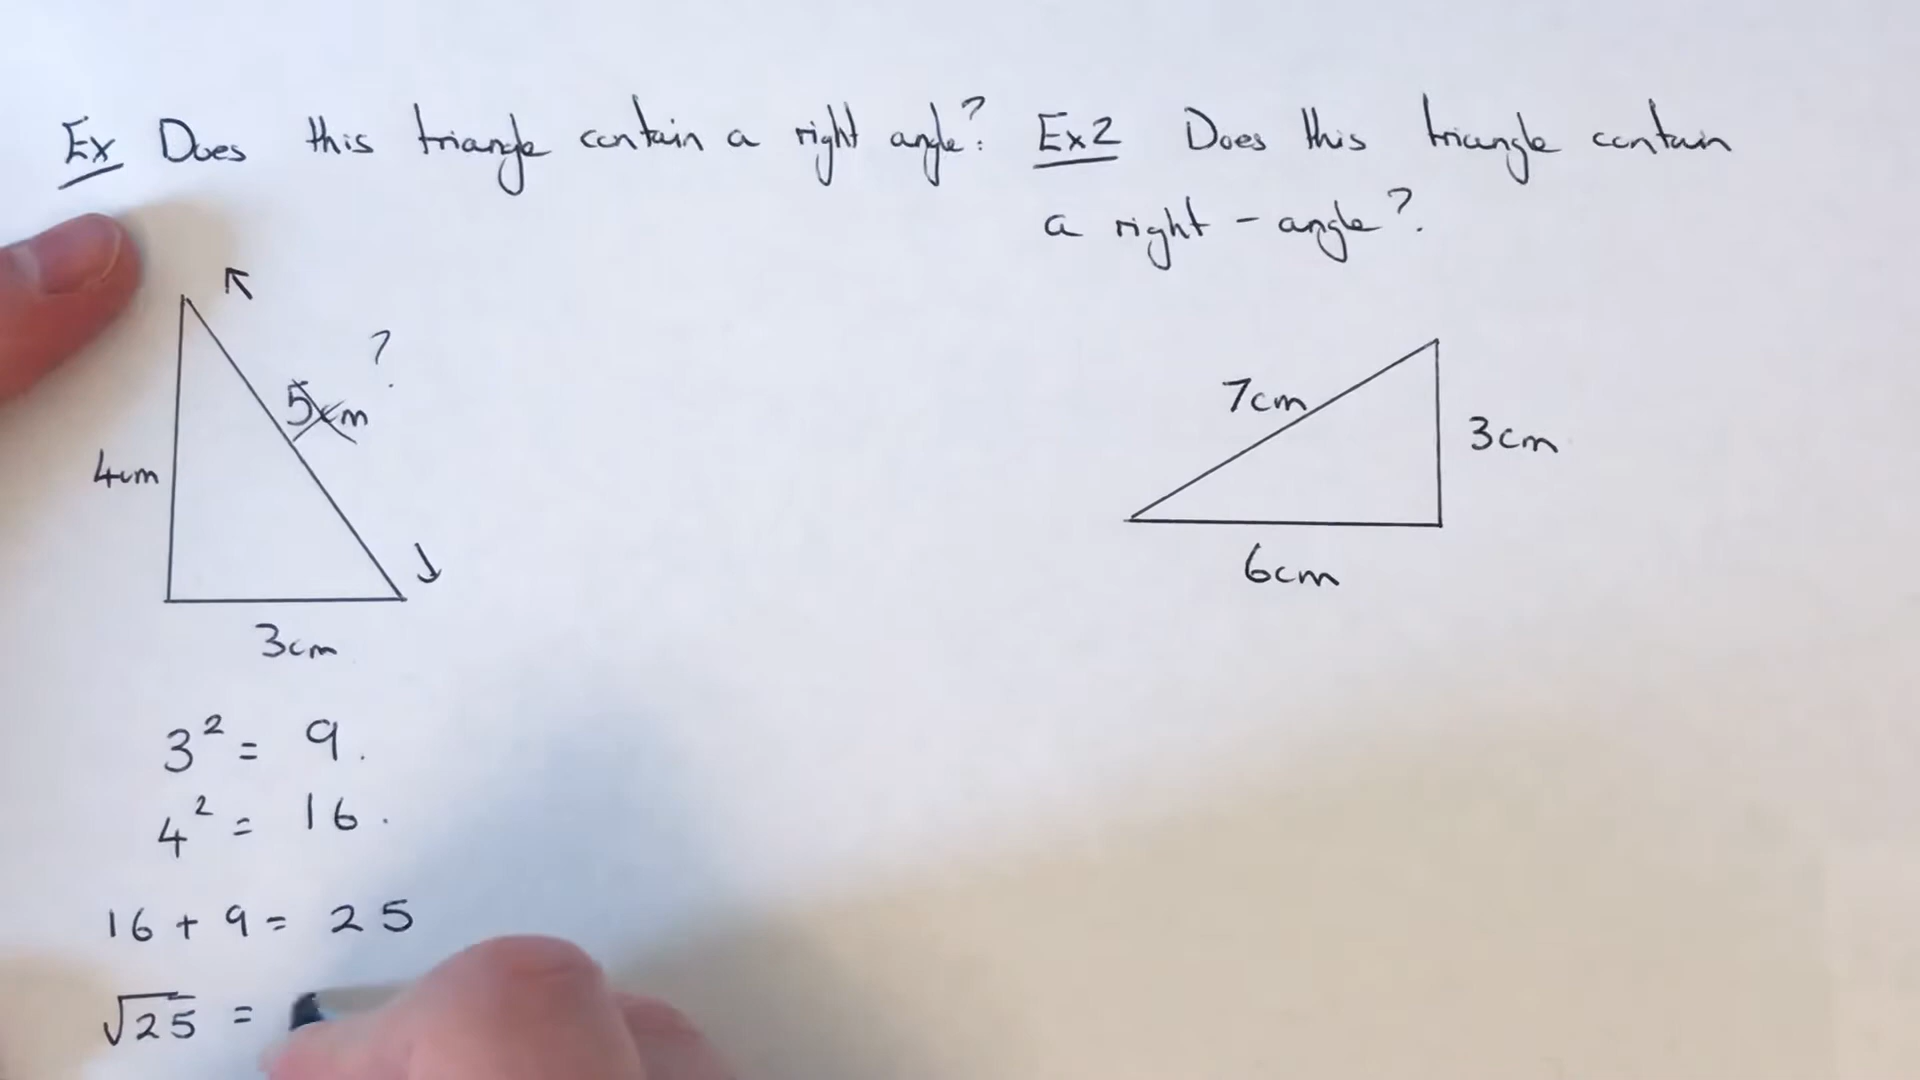 Ex Does this triangle contain a right angle?
?
5cm
4cm
3cm
3² = 9.
4² = 16.
16 + 9 = 25
√25 =
Ex2 Does this triangle contain
a right-angle?
7cm
3cm
6cm